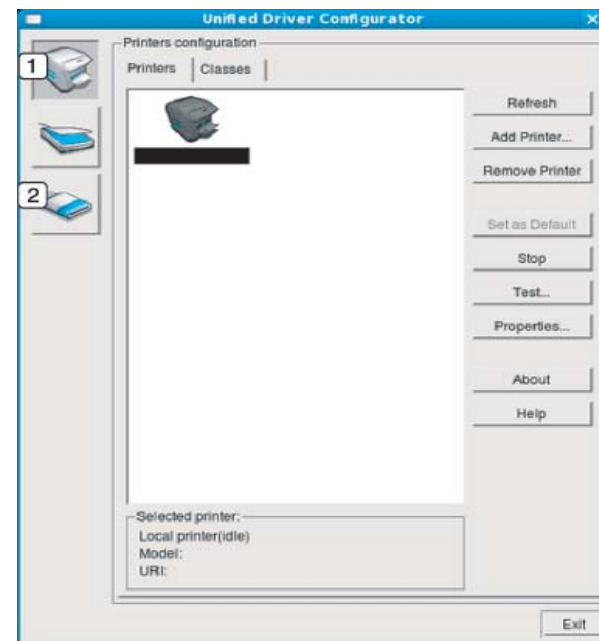 Unified Driver Configurator
1
2
Printers configuration
Printers
Classes
Refresh
Add Printer...
Remove Printer
Set as Default
Stop
Test...
Properties...
About
Help
Selected printer:
Local printer(idle)
Model:
URI:
Exit